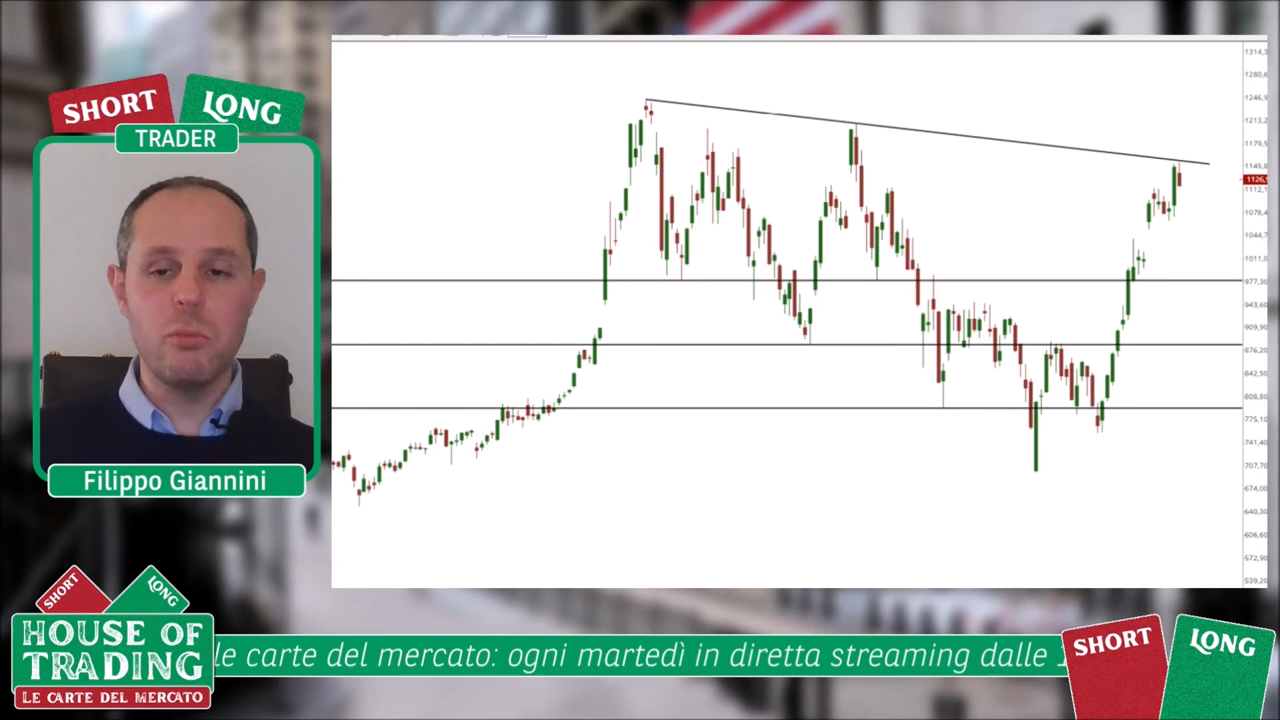 SHORT
LONG
TRADER
Filippo Giannini
1314,3
1280,6
1246,9
1213,2
1179,5
1145,8
1126,
1112,1
1078,4
1044,7
1011,0
977,30
943,60
909,90
876,20
842,50
808,80
775,10
741,40
707,70
674,00
640,30
606,60
572,90
539,20
SHORT
LONG
HOUSE OF
TRADING
LE CARTE DEL MERCATO
le carte del mercato: ogni martedì in diretta streaming dalle
SHORT
LONG